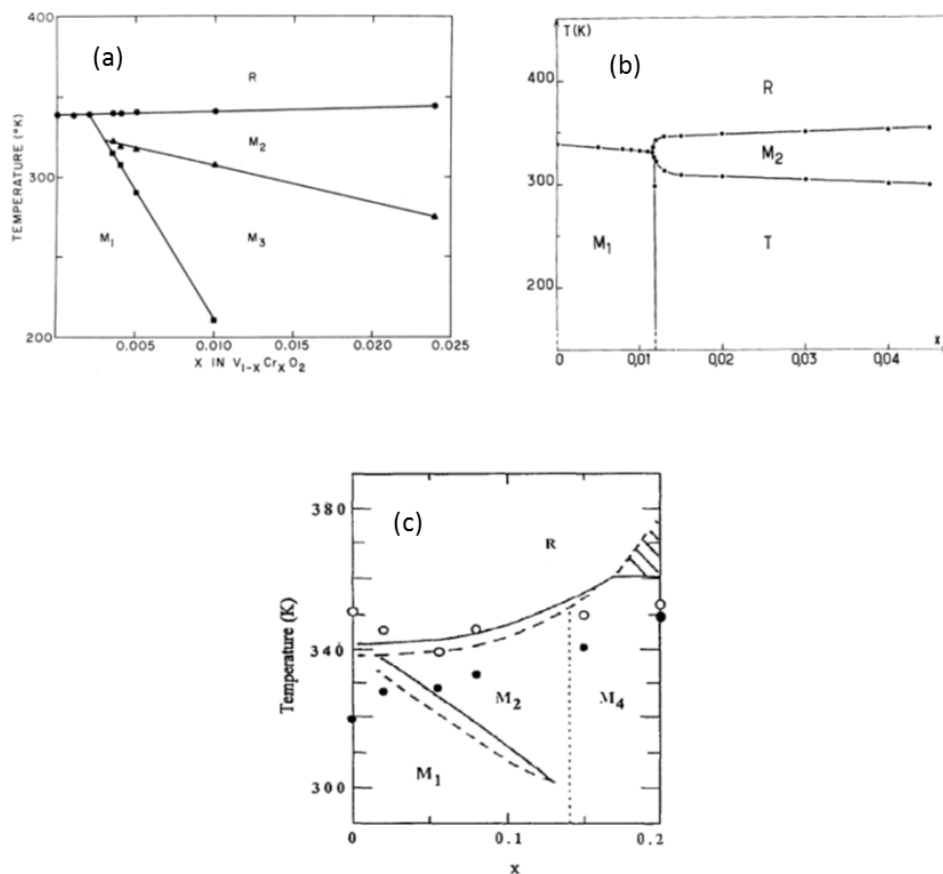 (a)
400
R
M2
300
M1
M3
200
0.005
0.010
0.015
0.020
0.025
TEMPERATURE (°K)
X IN V1-xCrxO2
(b)
T(K)
400
R
M2
300
M1
T
200
0
0,01
0,02
0,03
0,04
x
(c)
380
R
340
M2
M4
M1
300
0
0.1
0.2
Temperature (K)
x